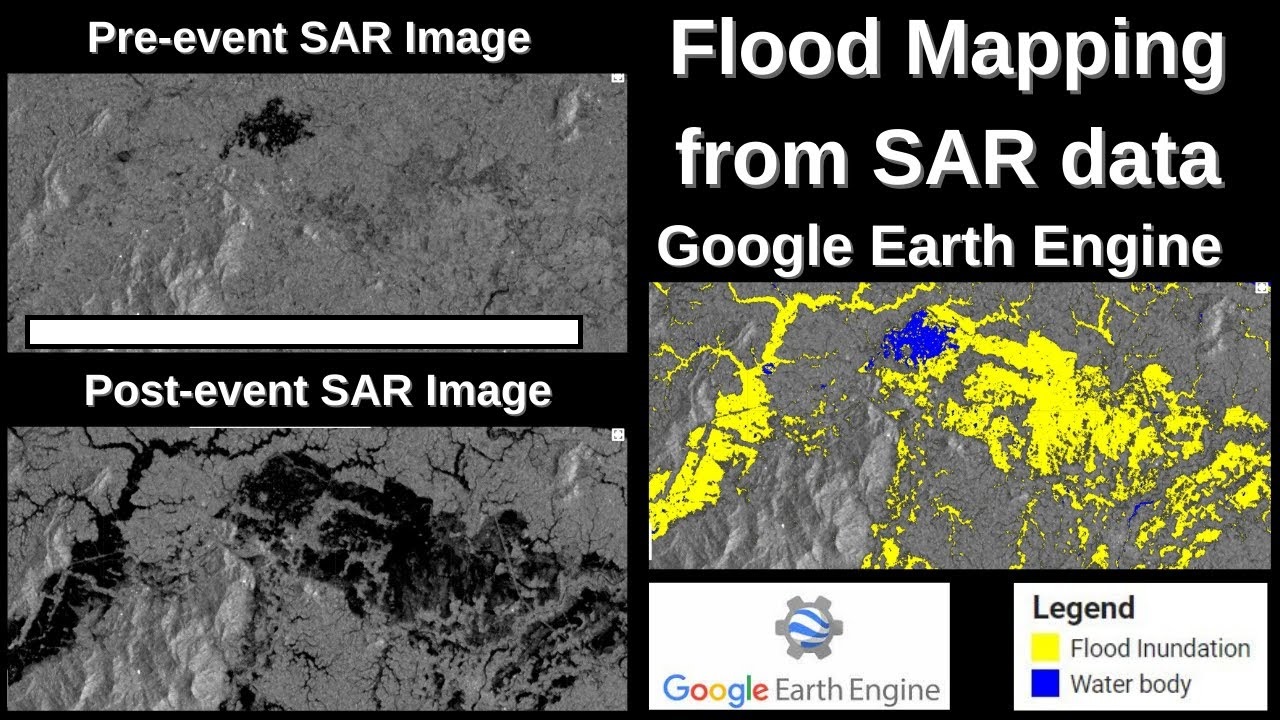 Pre-event SAR Image
Flood Mapping
from SAR data
Google Earth Engine
Post-event SAR Image
Google Earth Engine
Legend
Flood Inundation
Water body